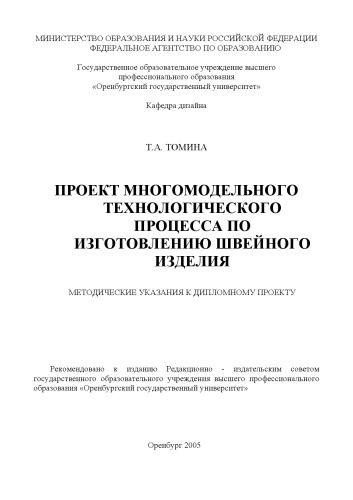 МИНИСТЕРСТВО ОБРАЗОВАНИЯ И НАУКИ РОССИЙСКОЙ ФЕДЕРАЦИИ
ФЕДЕРАЛЬНОЕ АГЕНТСТВО ПО ОБРАЗОВАНИЮ
Государственное образовательное учреждение высшего
профессионального образования
«Оренбургский государственный университет»
Кафедра дизайна
Т.А. ТОМИНА
ПРОЕКТ МНОГОМОДЕЛЬНОГО
ТЕХНОЛОГИЧЕСКОГО
ПРОЦЕССА ПО
ИЗГОТОВЛЕНИЮ ШВЕЙНОГО
ИЗДЕЛИЯ
МЕТОДИЧЕСКИЕ УКАЗАНИЯ К ДИПЛОМНОМУ ПРОЕКТУ
Рекомендовано к изданию Редакционно - издательским советом
государственного образовательного учреждения высшего профессионального
образования «Оренбургский государственный университет»
Оренбург 2005